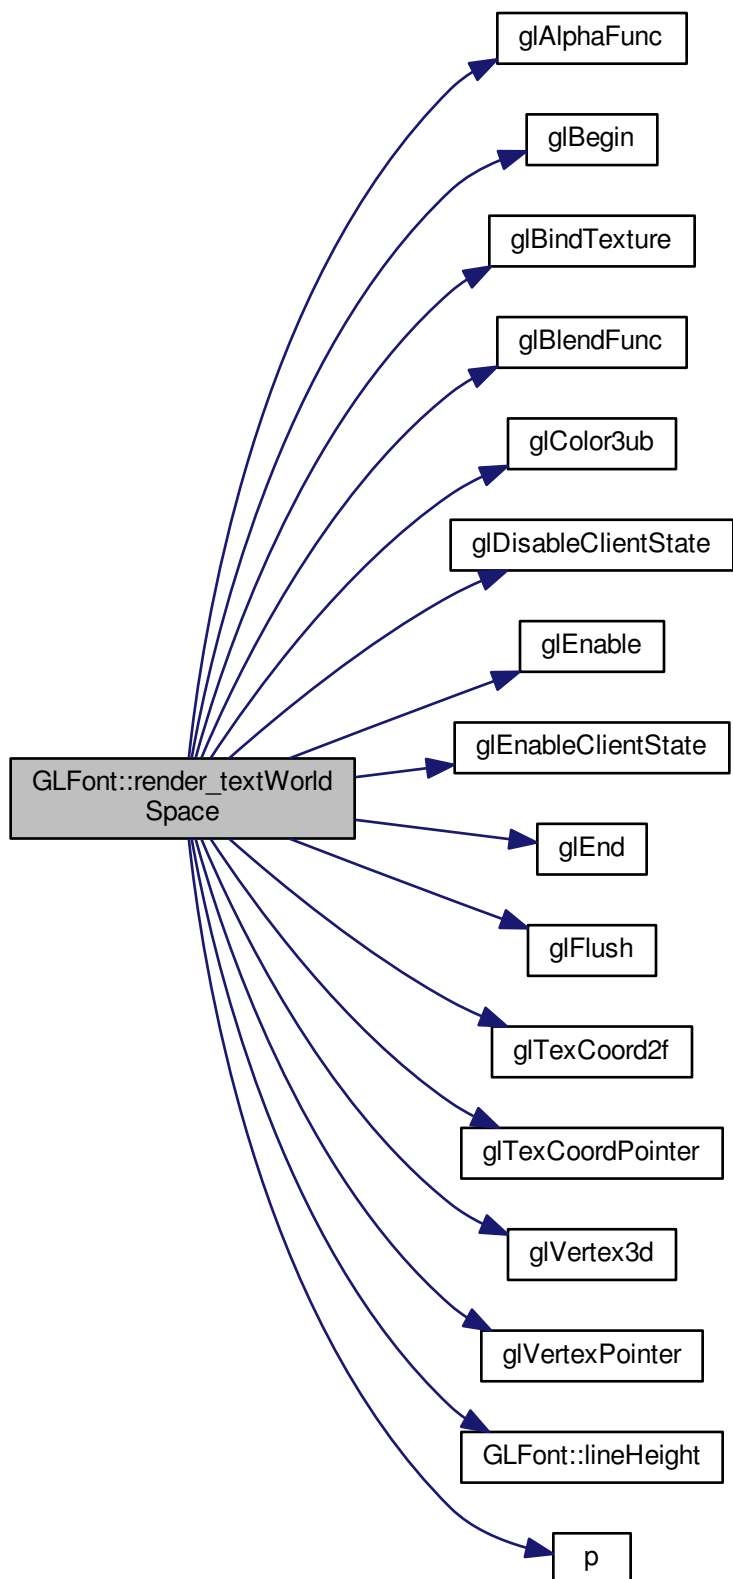 glAlphaFunc
glBegin
glBindTexture
glBlendFunc
glColor3ub
glDisableClientState
glEnable
glEnableClientState
GLFont::render_textWorld
Space
glEnd
glFlush
glTexCoord2f
glTexCoordPointer
glVertex3d
glVertexPointer
GLFont::lineHeight
p